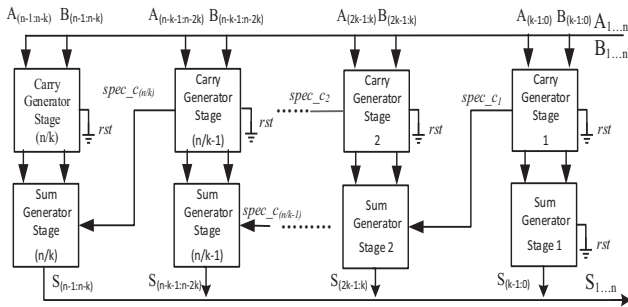 A(n-1:n-k) B(n-1:n-k) A(n-k-1:n-2k) B(n-k-1:n-2k) A(2k-1:k) B(2k-1:k) A(k-1:0) B(k-1:0) A1...n
B1...n
Carry Generator Stage (n/k)
rst
spec_c(n/k)
Carry Generator Stage (n/k-1)
rst
spec_c2
Carry Generator Stage 2
rst
spec_c1
Carry Generator Stage 1
rst
Sum Generator Stage (n/k)
Sum Generator Stage (n/k-1)
spec_c(n/k-1)
Sum Generator Stage 2
Sum Generator Stage 1
rst
S(n-1:n-k) S(n-k-1:n-2k) S(2k-1:k) S(k-1:0) S1...n